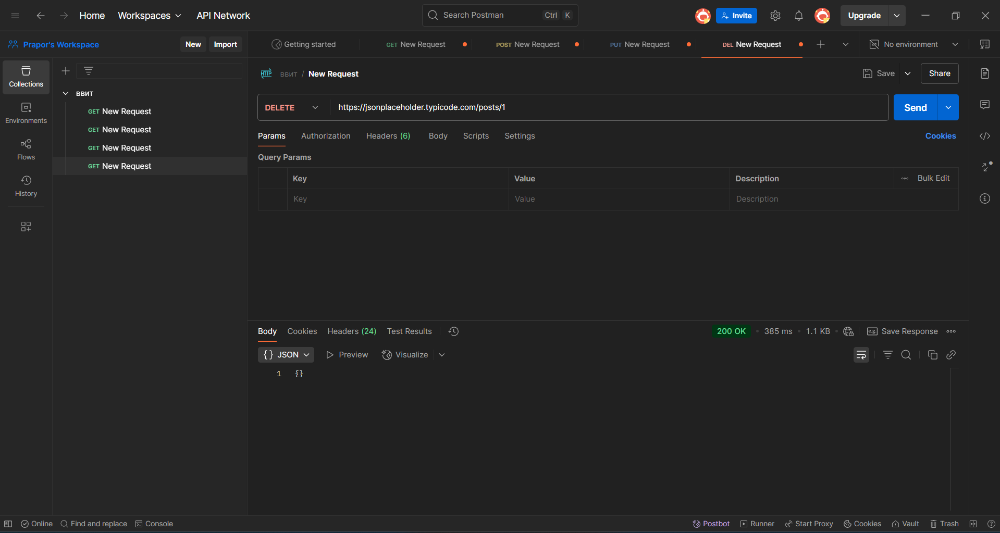 Home Workspaces API Network Search Postman Ctrl K Invite Upgrade
Prapor's Workspace New Import Getting started GET New Request POST New Request PUT New Request DEL New Request No environment
Collections
Environments
Flows
History
ВВИТ
GET New Request
GET New Request
GET New Request
GET New Request
HTTP ВВИТ / New Request Save Share
DELETE https://jsonplaceholder.typicode.com/posts/1 Send
Params Authorization Headers (6) Body Scripts Settings Cookies
Query Params
Key Value Description Bulk Edit
Key Value Description
Body Cookies Headers (24) Test Results 200 OK 385 ms 1.1 KB e.g. Save Response
{} JSON Preview Visualize
1 {}
Online Find and replace Console Postbot Runner Start Proxy Cookies Vault Trash